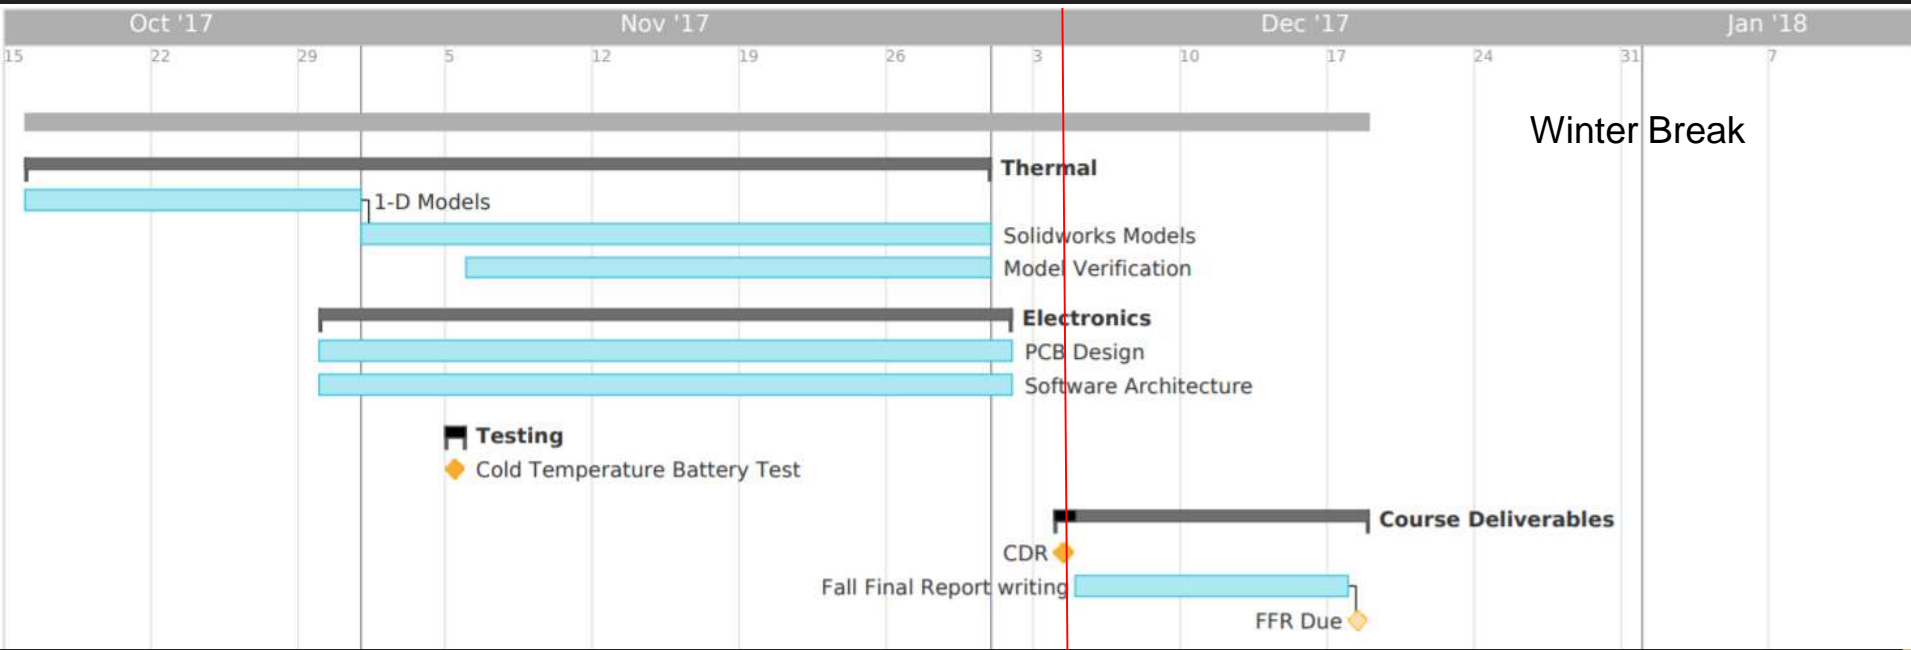 Oct '17 Nov '17 Dec '17 Jan '18
15 22 29 5 12 19 26 3 10 17 24 31 7
Winter Break
Thermal
1-D Models
Solidworks Models
Model Verification
Electronics
PCB Design
Software Architecture
Testing
Cold Temperature Battery Test
Course Deliverables
CDR
Fall Final Report writing
FFR Due